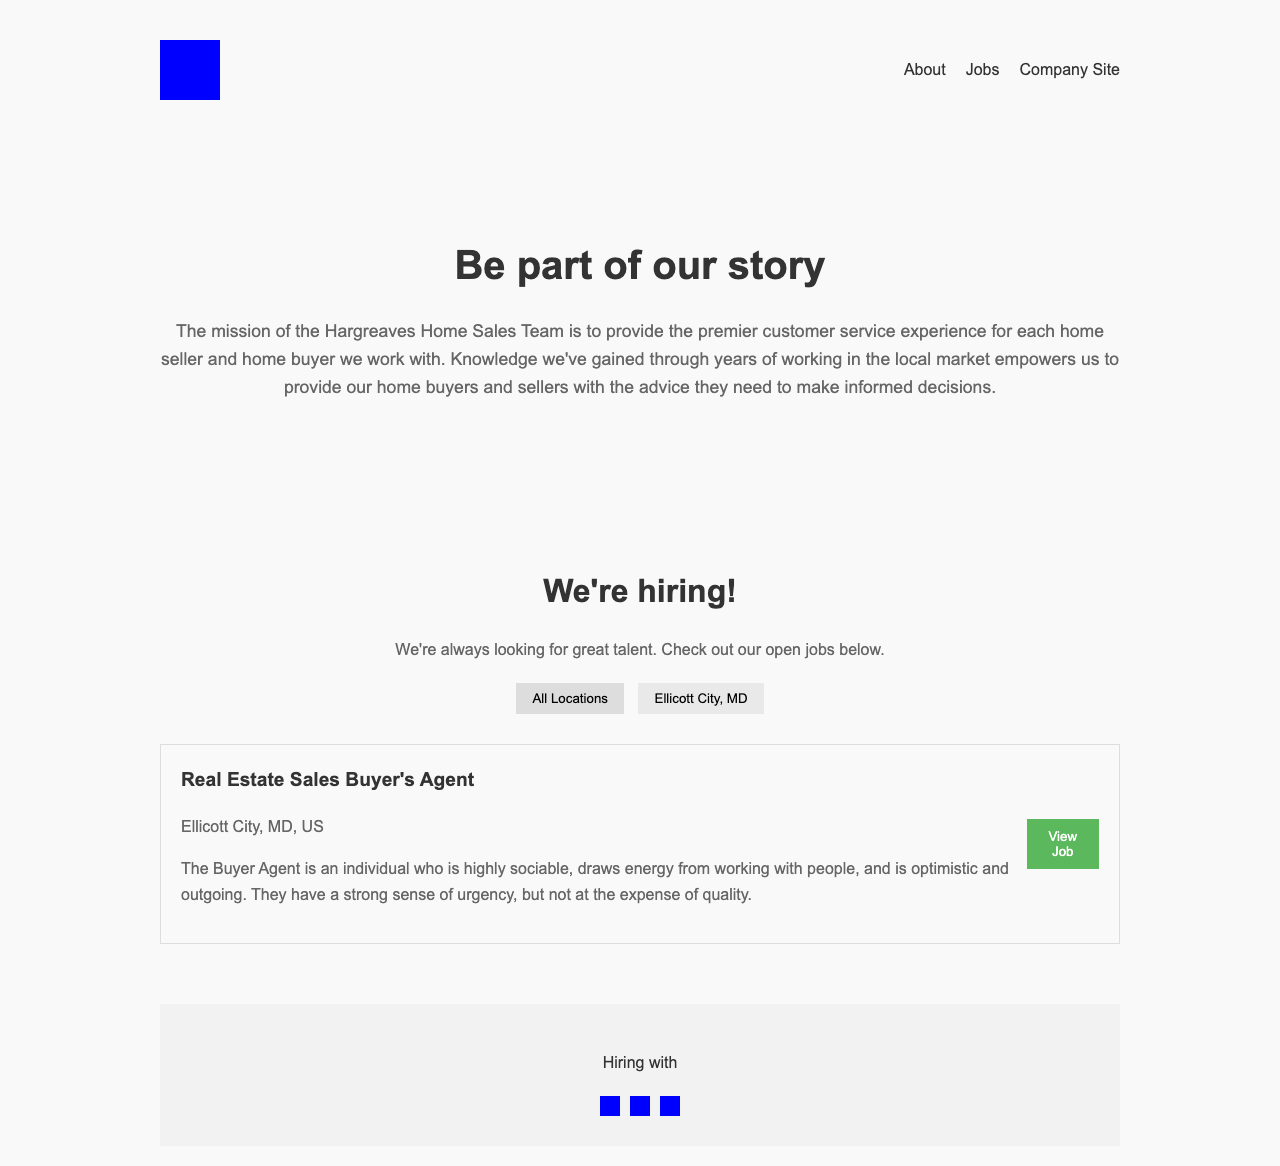 About Jobs Company Site
Be part of our story
The mission of the Hargreaves Home Sales Team is to provide the premier customer service experience for each home
seller and home buyer we work with. Knowledge we've gained through years of working in the local market empowers us to
provide our home buyers and sellers with the advice they need to make informed decisions.
We're hiring!
We're always looking for great talent. Check out our open jobs below.
All Locations Ellicott City, MD
Real Estate Sales Buyer's Agent
Ellicott City, MD, US
The Buyer Agent is an individual who is highly sociable, draws energy from working with people, and is optimistic and
outgoing. They have a strong sense of urgency, but not at the expense of quality.
View
Job
Hiring with